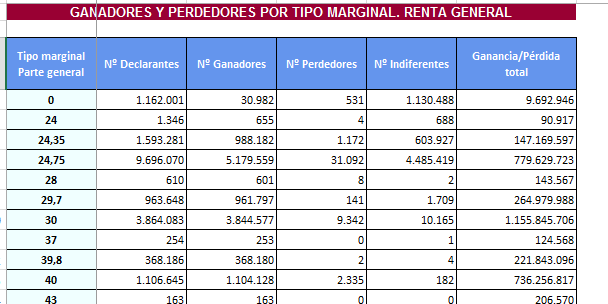 GANADORES Y PERDEDORES POR TIPO MARGINAL. RENTA GENERAL
Tipo marginal Parte general Nº Declarantes Nº Ganadores Nº Perdedores Nº Indiferentes Ganancia/Pérdida total
0 1.162.001 30.982 531 1.130.488 9.692.946
24 1.346 655 4 688 90.917
24,35 1.593.281 988.182 1.172 603.927 147.169.597
24,75 9.696.070 5.179.559 31.092 4.485.419 779.629.723
28 610 601 8 2 143.567
29,7 963.648 961.797 141 1.709 264.979.988
30 3.864.083 3.844.577 9.342 10.165 1.155.845.706
37 254 253 0 1 124.568
39,8 368.186 368.180 2 4 221.843.096
40 1.106.645 1.104.128 2.335 182 736.256.817
43 163 163 0 0 206.570